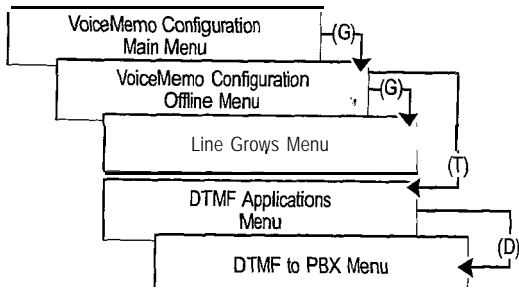 VoiceMemo Configuration
Main Menu
(G)
VoiceMemo Configuration
Offline Menu
(G)
Line Grows Menu
(T)
DTMF Applications
Menu
(D)
DTMF to PBX Menu